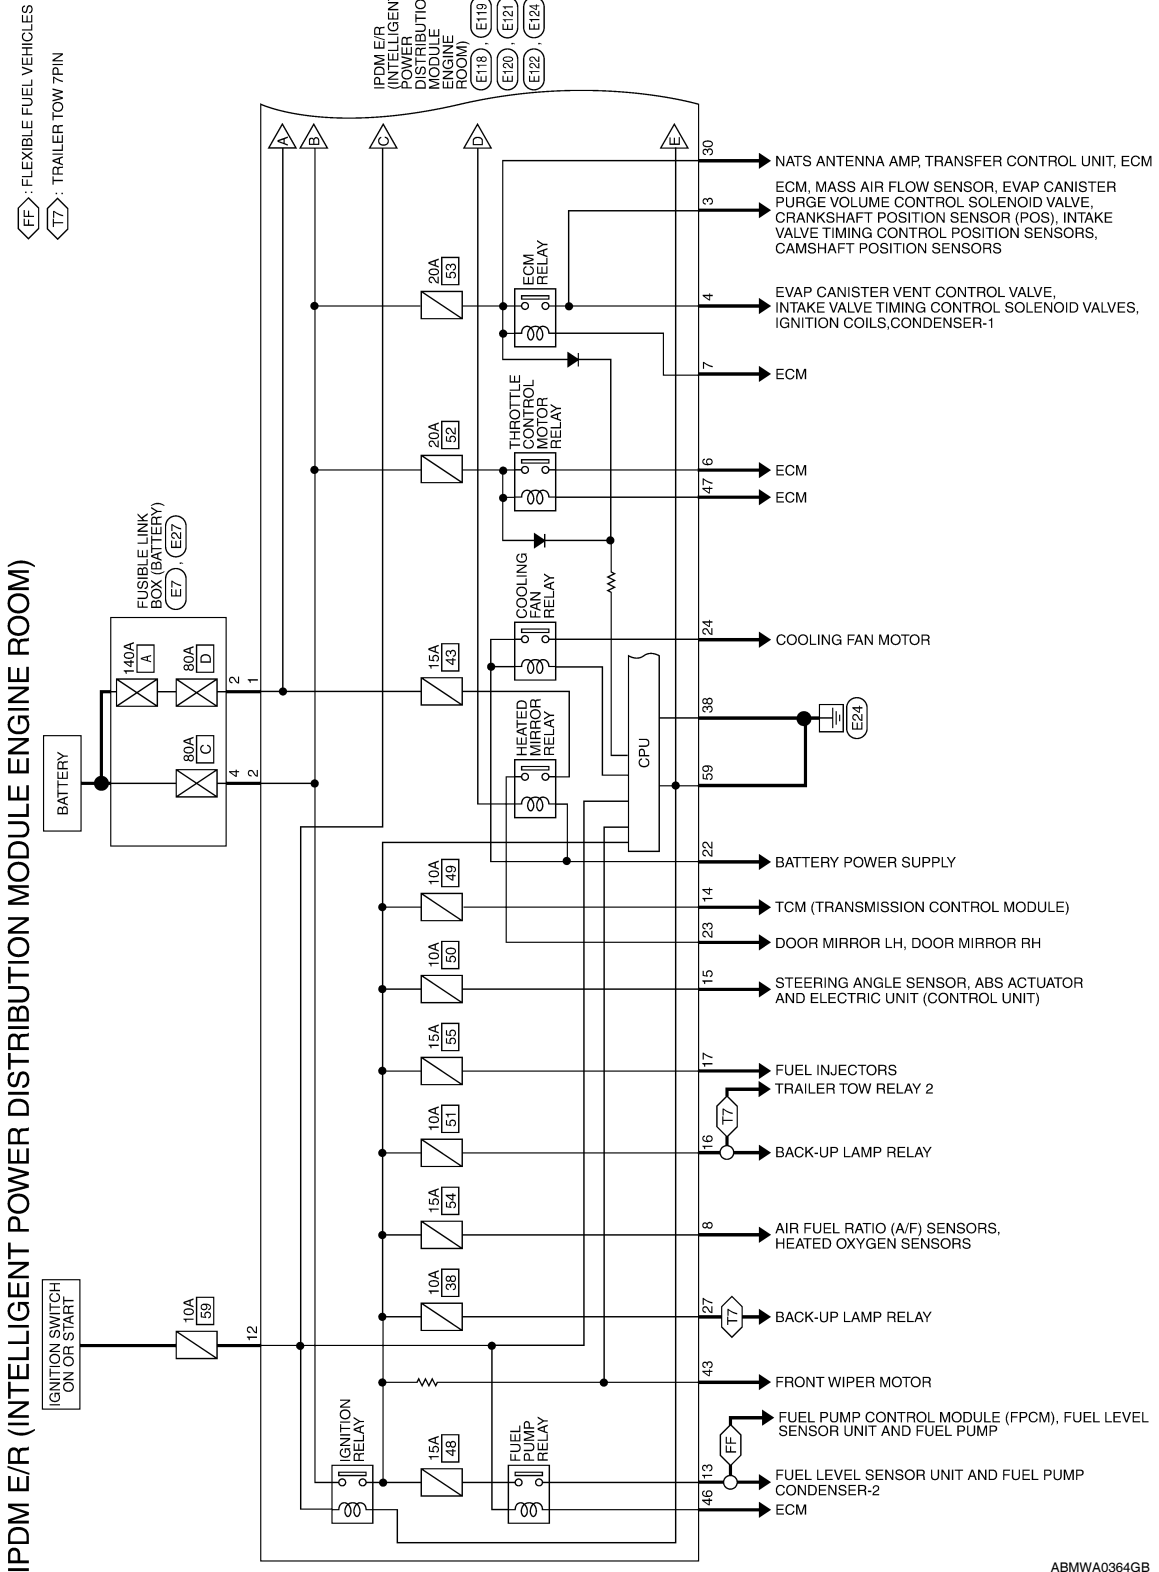 IPDM E/R (INTELLIGENT POWER DISTRIBUTION MODULE ENGINE ROOM)
FF : FLEXIBLE FUEL VEHICLES
T7 : TRAILER TOW 7PIN
BATTERY
IGNITION SWITCH
ON OR START
FUSIBLE LINK
BOX (BATTERY)
E7 , E27
140A
A
80A
D
80A
C
2
1
4
2
10A
59
12
IPDM E/R
(INTELLIGENT
POWER
DISTRIBUTION
MODULE
ENGINE
ROOM)
E118 , E119
E120 , E121
E122 , E124
A
B
C
D
E
20A
53
ECM
RELAY
20A
52
THROTTLE
CONTROL
MOTOR
RELAY
COOLING
FAN
RELAY
15A
43
HEATED
MIRROR
RELAY
CPU
10A
49
10A
50
15A
55
10A
51
15A
54
10A
38
IGNITION
RELAY
15A
48
FUEL
PUMP
RELAY
30
NATS ANTENNA AMP, TRANSFER CONTROL UNIT, ECM
3
ECM, MASS AIR FLOW SENSOR, EVAP CANISTER
PURGE VOLUME CONTROL SOLENOID VALVE,
CRANKSHAFT POSITION SENSOR (POS), INTAKE
VALVE TIMING CONTROL POSITION SENSORS,
CAMSHAFT POSITION SENSORS
4
EVAP CANISTER VENT CONTROL VALVE,
INTAKE VALVE TIMING CONTROL SOLENOID VALVES,
IGNITION COILS,CONDENSER-1
7
ECM
6
ECM
47
ECM
24
COOLING FAN MOTOR
38
E24
59
22
BATTERY POWER SUPPLY
14
TCM (TRANSMISSION CONTROL MODULE)
23
DOOR MIRROR LH, DOOR MIRROR RH
15
STEERING ANGLE SENSOR, ABS ACTUATOR
AND ELECTRIC UNIT (CONTROL UNIT)
17
FUEL INJECTORS
T7
TRAILER TOW RELAY 2
16
BACK-UP LAMP RELAY
8
AIR FUEL RATIO (A/F) SENSORS,
HEATED OXYGEN SENSORS
27
T7
BACK-UP LAMP RELAY
43
FRONT WIPER MOTOR
FF
FUEL PUMP CONTROL MODULE (FPCM), FUEL LEVEL
SENSOR UNIT AND FUEL PUMP
13
FUEL LEVEL SENSOR UNIT AND FUEL PUMP
CONDENSER-2
46
ECM
ABMWA0364GB